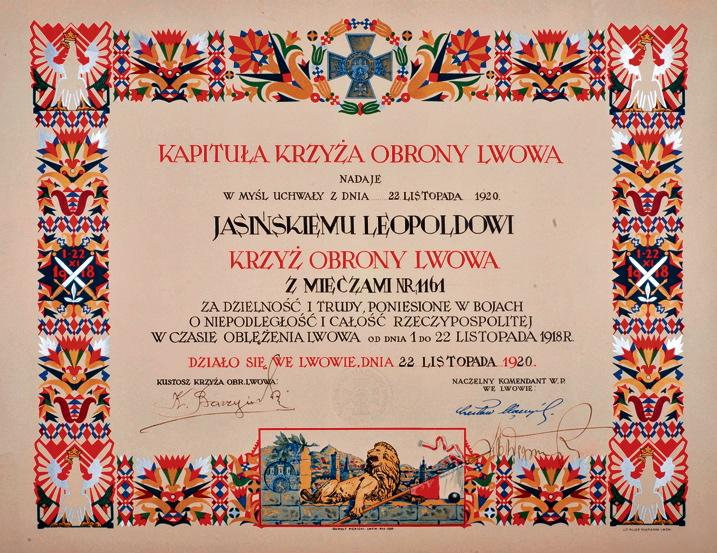 KAPITUŁA KRZYŻA OBRONY LWOWA
NADAJE
W MYŚL UCHWAŁY Z DNIA 22 LISTOPADA 1920.
JASIŃSKIEMU LEOPOLDOWI
KRZYŻ OBRONY LWOWA
Z MIECZAMI NR 1161
ZA DZIELNOŚĆ I TRUDY, PONIESIONE W BOJACH
O NIEPODLEGŁOŚĆ I CAŁOŚĆ RZECZYPOSPOLITEJ
W CZASIE OBLĘŻENIA LWOWA OD DNIA 1 DO 22 LISTOPADA 1918 R.
DZIAŁO SIĘ WE LWOWIE, DNIA 22 LISTOPADA 1920.
KUSTOSZ KRZYŻA OBR. LWOWA:
NACZELNY KOMENDANT W.P.
WE LWOWIE:
1-22
XI
1918
1-22
XI
1918